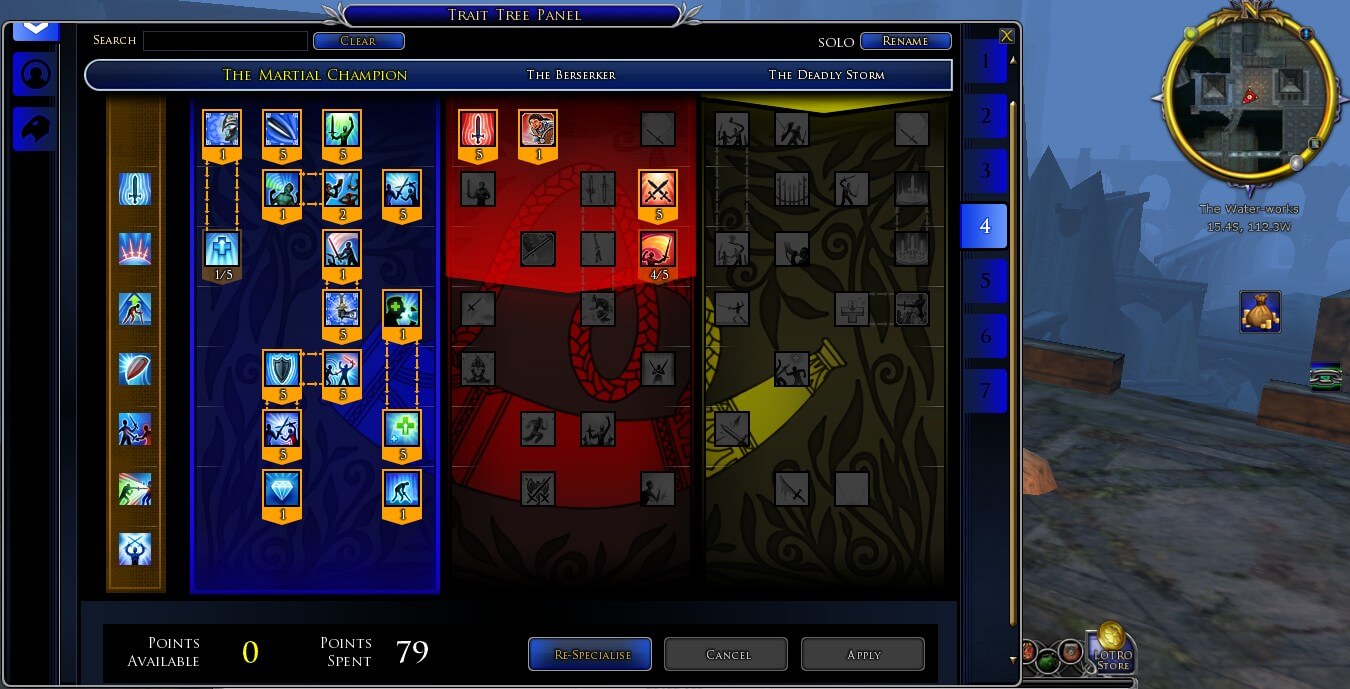 Trait Tree Panel
Search
Clear
SOLO
Rename
The Martial Champion
The Berserker
The Deadly Storm
1
2
3
4
5
6
7
1
5
5
5
1
1
2
5
5
1/5
1
4/5
5
1
5
5
5
5
1
1
Points Available
0
Points Spent
79
Re-Specialise
Cancel
Apply
N
The Water-works
15.4S, 112.3W
LOTRO
Store